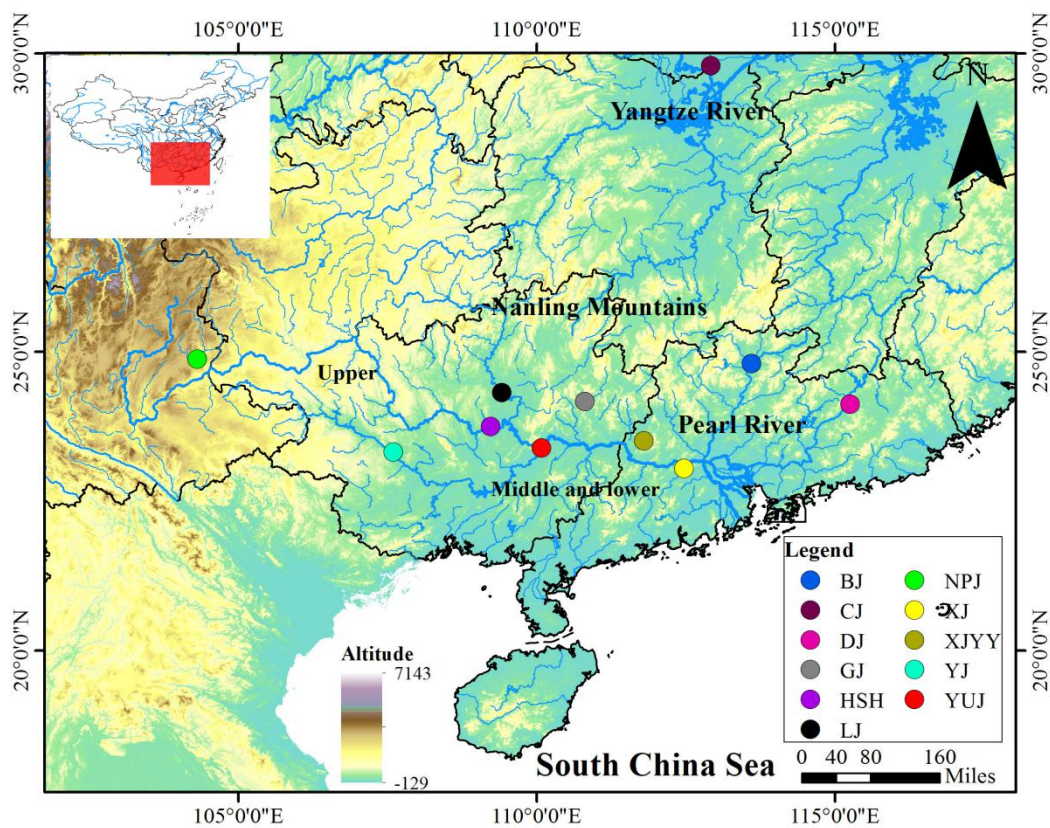 105°0'0"E 110°0'0"E 115°0'0"E
30°0'0"N 30°0'0"N
N
Yangtze River
Nanling Mountains
25°0'0"N 25°0'0"N
Upper
Pearl River
Middle and lower
Legend
BJ NPJ
CJ XJ
DJ XJYY
GJ YJ
HSH YUJ
LJ
20°0'0"N 20°0'0"N
Altitude
7143
-129
South China Sea
0 40 80 160
Miles
105°0'0"E 110°0'0"E 115°0'0"E